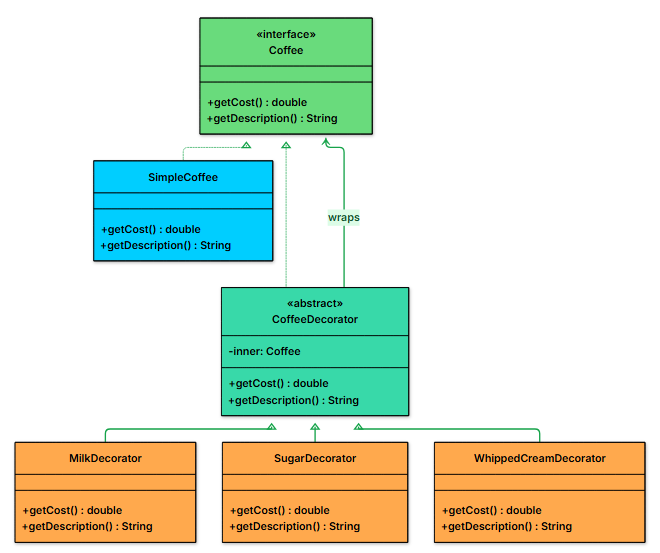 «interface»
Coffee
+getCost() : double
+getDescription() : String
SimpleCoffee
+getCost() : double
+getDescription() : String
wraps
«abstract»
CoffeeDecorator
-inner: Coffee
+getCost() : double
+getDescription() : String
MilkDecorator
+getCost() : double
+getDescription() : String
SugarDecorator
+getCost() : double
+getDescription() : String
WhippedCreamDecorator
+getCost() : double
+getDescription() : String